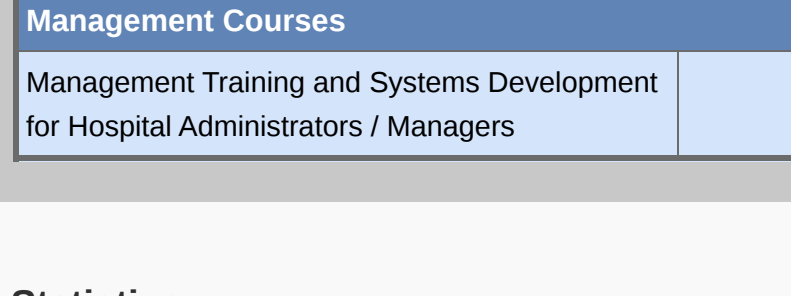 Management Courses
Management Training and Systems Development
for Hospital Administrators / Managers